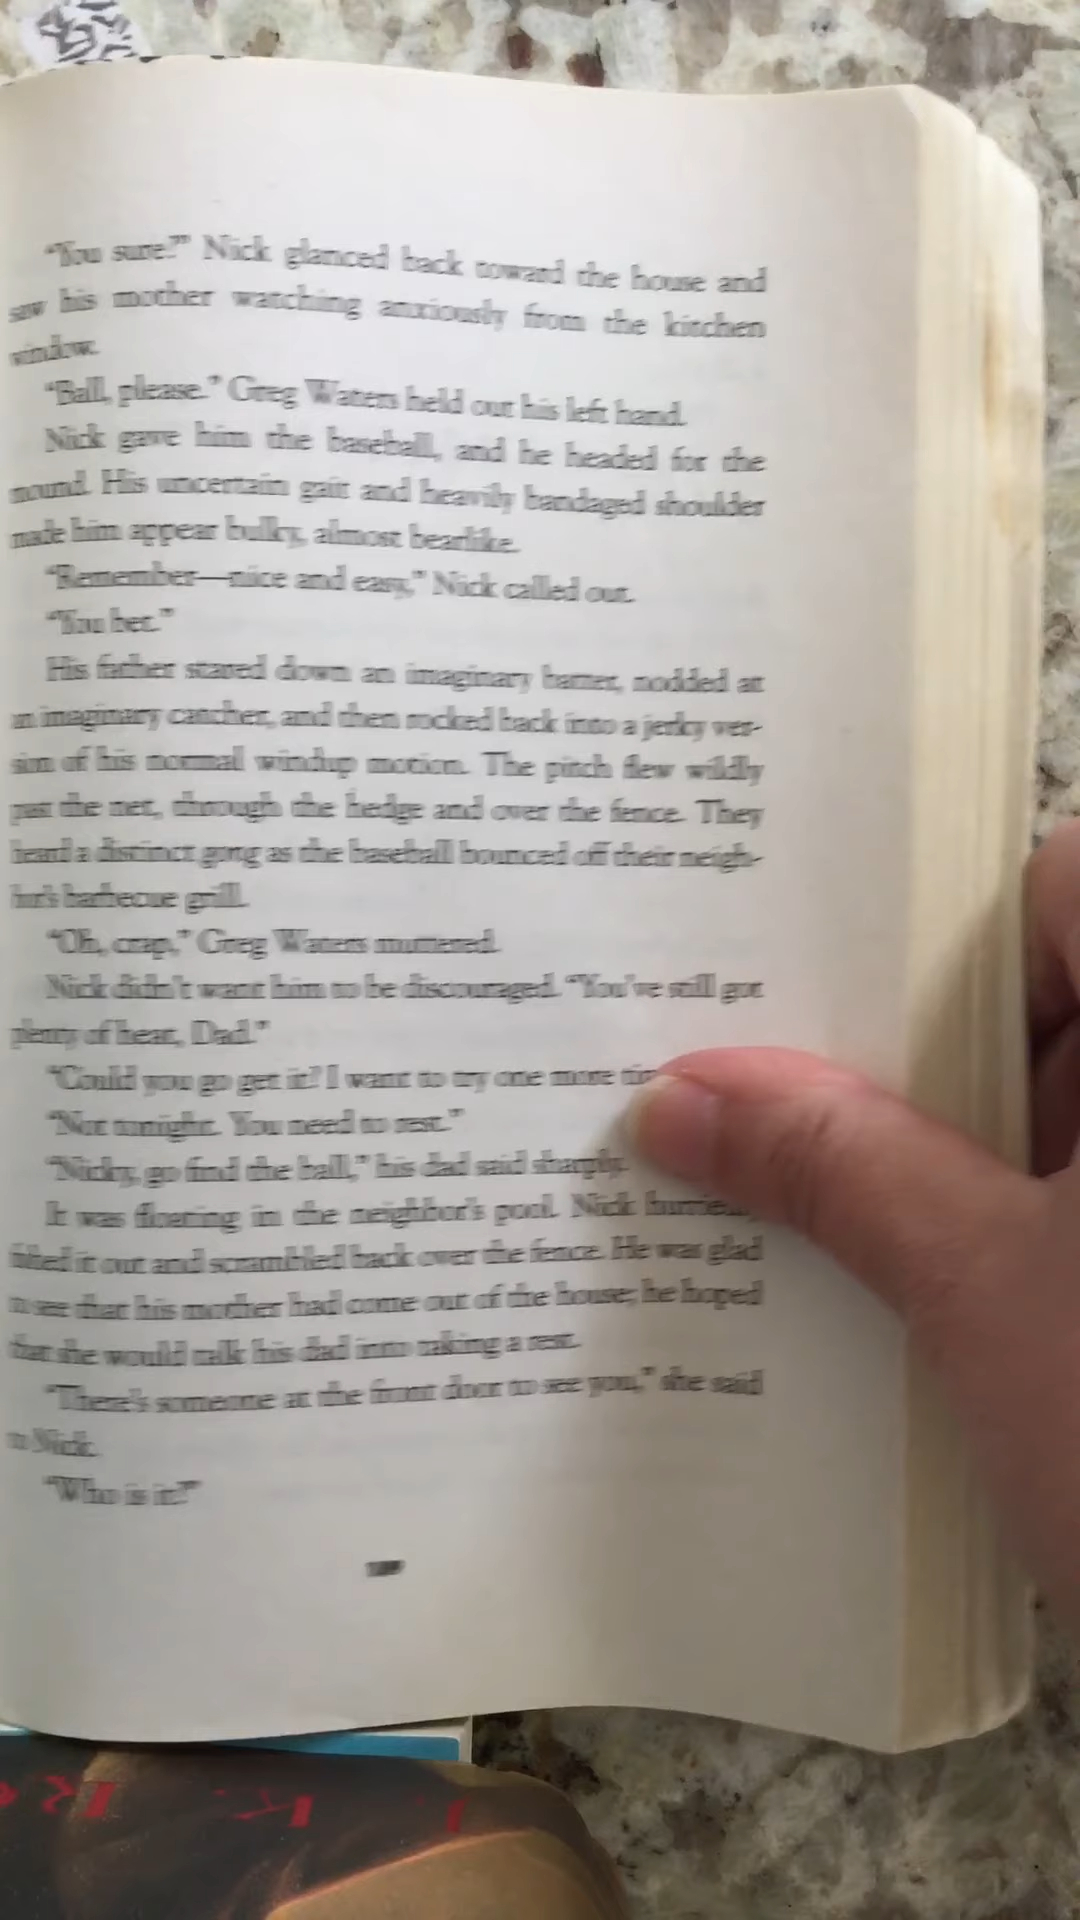 "You sure?" Nick glanced back toward the house and
saw his mother watching anxiously from the kitchen
window.
"Ball, please." Greg Waters held out his left hand.
Nick gave him the baseball, and he headed for the
mound. His uncertain gait and heavily bandaged shoulder
made him appear bulky, almost bearlike.
"Remember—nice and easy," Nick called out.
"You bet."
His father stared down an imaginary batter, nodded at
an imaginary catcher, and then rocked back into a jerky ver-
sion of his normal windup motion. The pitch flew wildly
past the net, through the hedge and over the fence. They
heard a distinct gong as the baseball bounced off their neigh-
bor's barbecue grill.
"Oh, crap," Greg Waters muttered.
Nick didn't want him to be discouraged. "You've still got
plenty of heat, Dad."
"Could you go get it? I want to try one more
"Not tonight. You need to rest."
"Nicky, go find the ball," his dad said sharply.
It was floating in the neighbor's pool. Nick
fished it out and scrambled back over the fence. He was glad
to see that his mother had come out of the house; he hoped
that she would talk his dad into taking a rest.
"There's someone at the front door to see you," she said
to Nick.
"Who is it?"